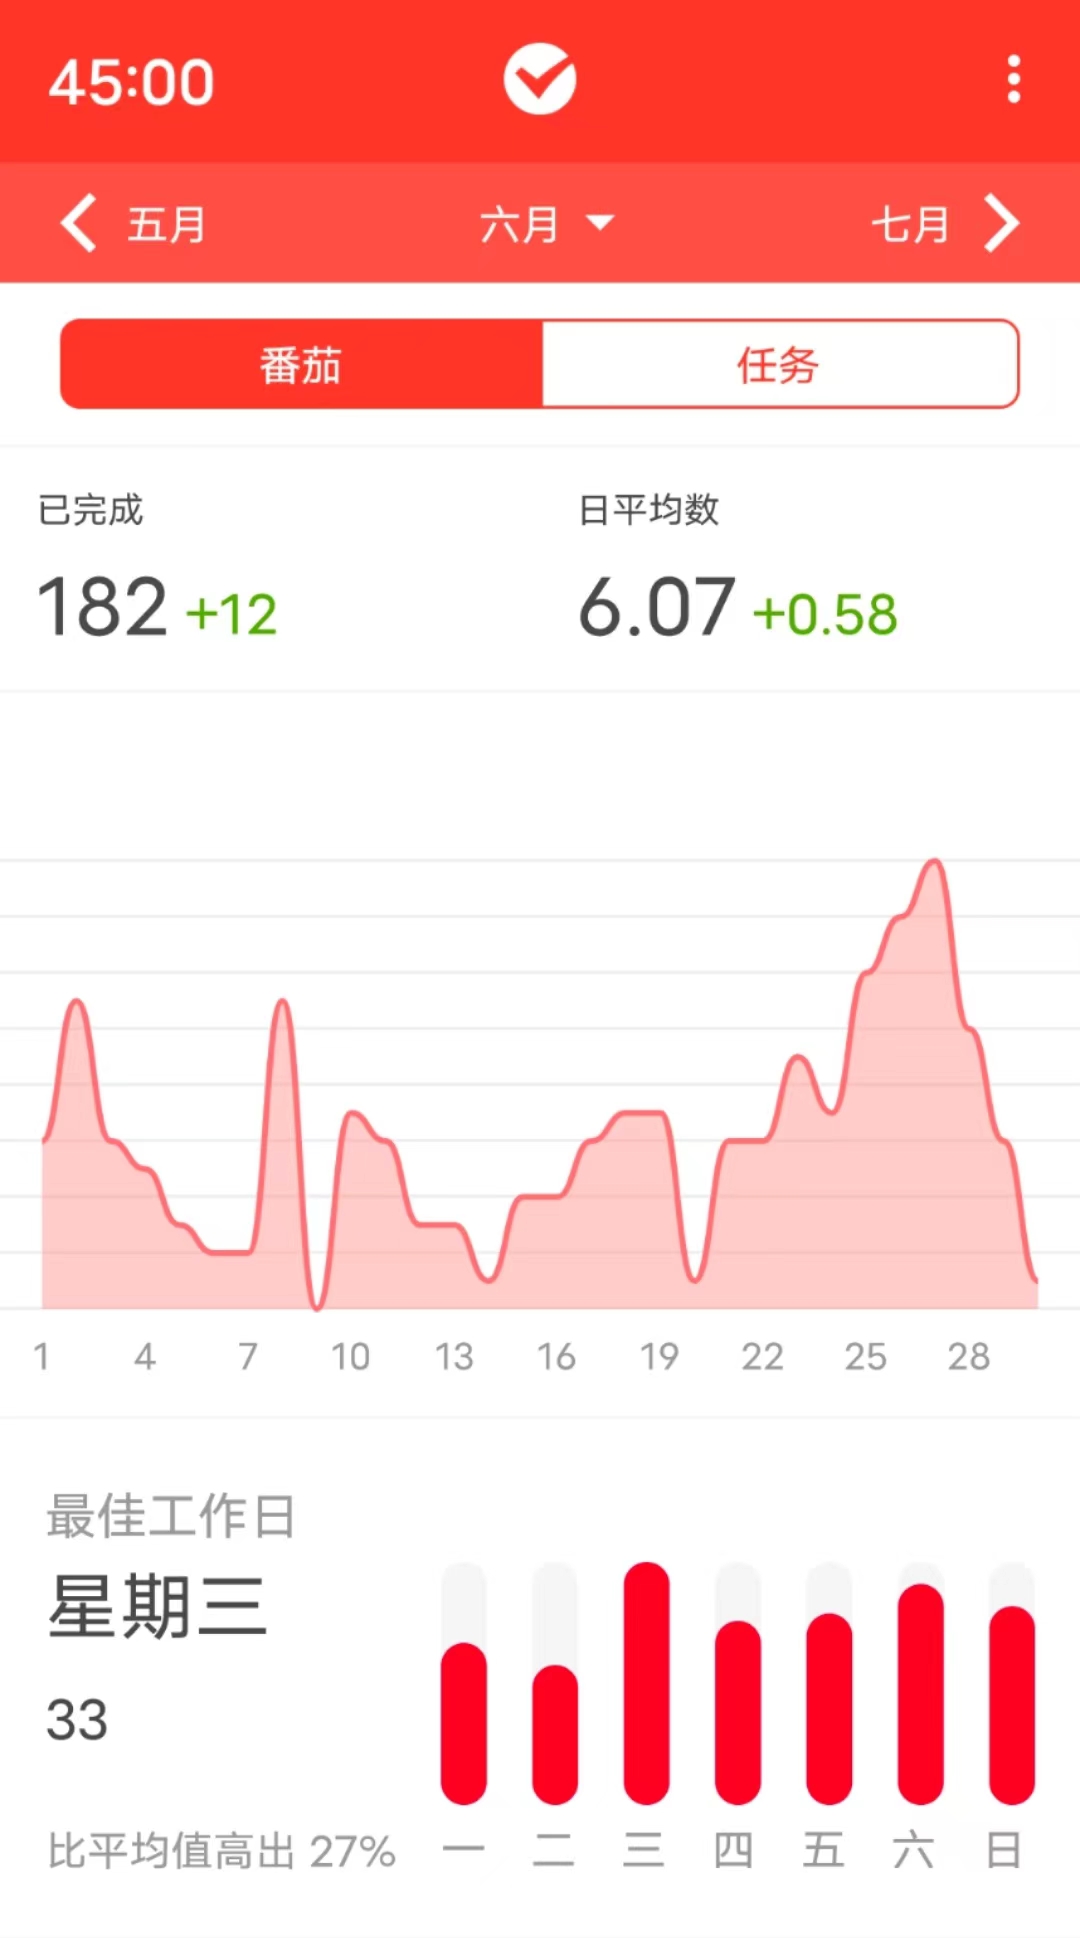 45:00
五月 六月 七月
番茄 任务
已完成 日平均数
182 +12 6.07 +0.58
1 4 7 10 13 16 19 22 25 28
最佳工作日
星期三
33
比平均值高出 27% 一 二 三 四 五 六 日